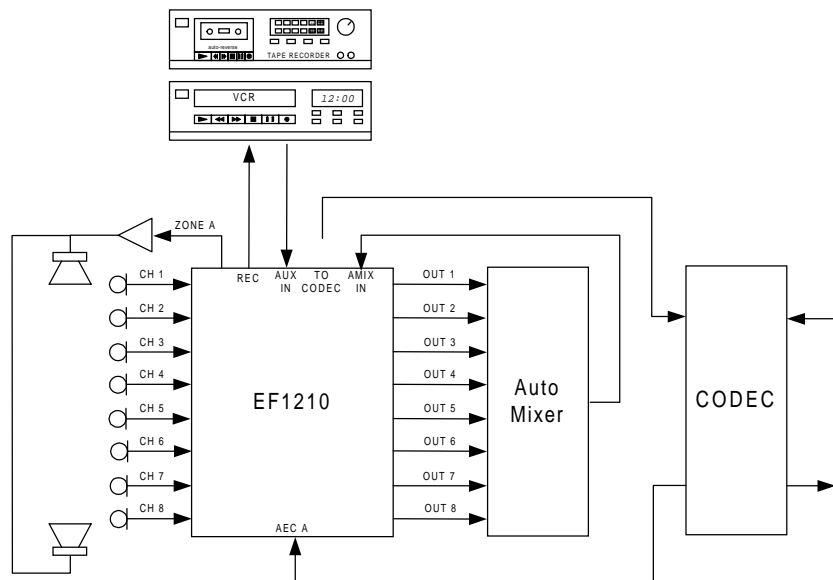 auto-reverse
TAPE RECORDER
VCR
12:00
ZONE A
REC
AUX IN
TO CODEC
AMIX IN
CH 1
CH 2
CH 3
CH 4
CH 5
CH 6
CH 7
CH 8
EF1210
AEC A
OUT 1
OUT 2
OUT 3
OUT 4
OUT 5
OUT 6
OUT 7
OUT 8
Auto
Mixer
CODEC